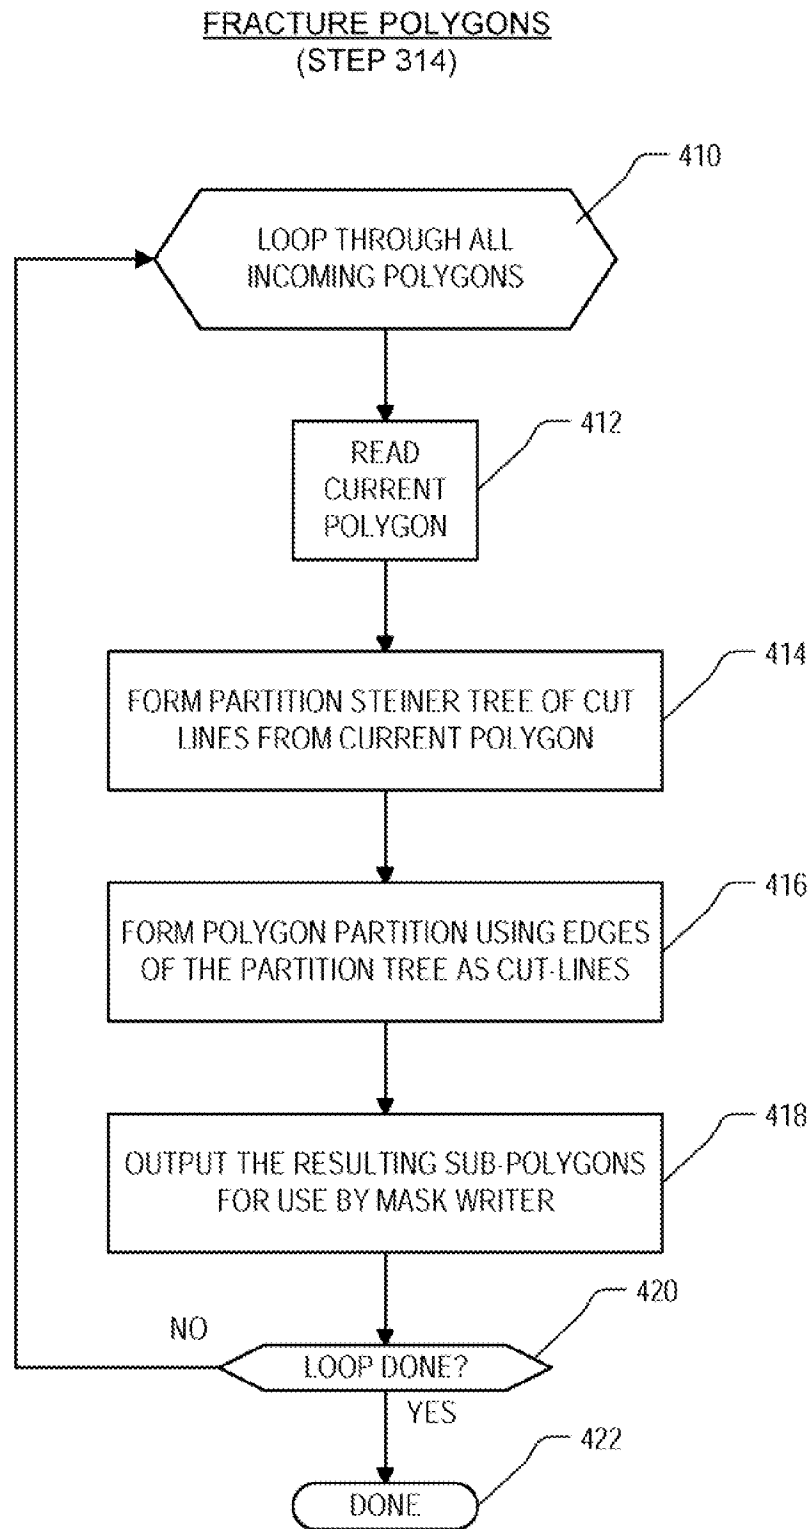 FRACTURE POLYGONS
(STEP 314)
410
LOOP THROUGH ALL
INCOMING POLYGONS
412
READ
CURRENT
POLYGON
414
FORM PARTITION STEINER TREE OF CUT
LINES FROM CURRENT POLYGON
416
FORM POLYGON PARTITION USING EDGES
OF THE PARTITION TREE AS CUT-LINES
418
OUTPUT THE RESULTING SUB-POLYGONS
FOR USE BY MASK WRITER
420
NO
LOOP DONE?
YES
422
DONE